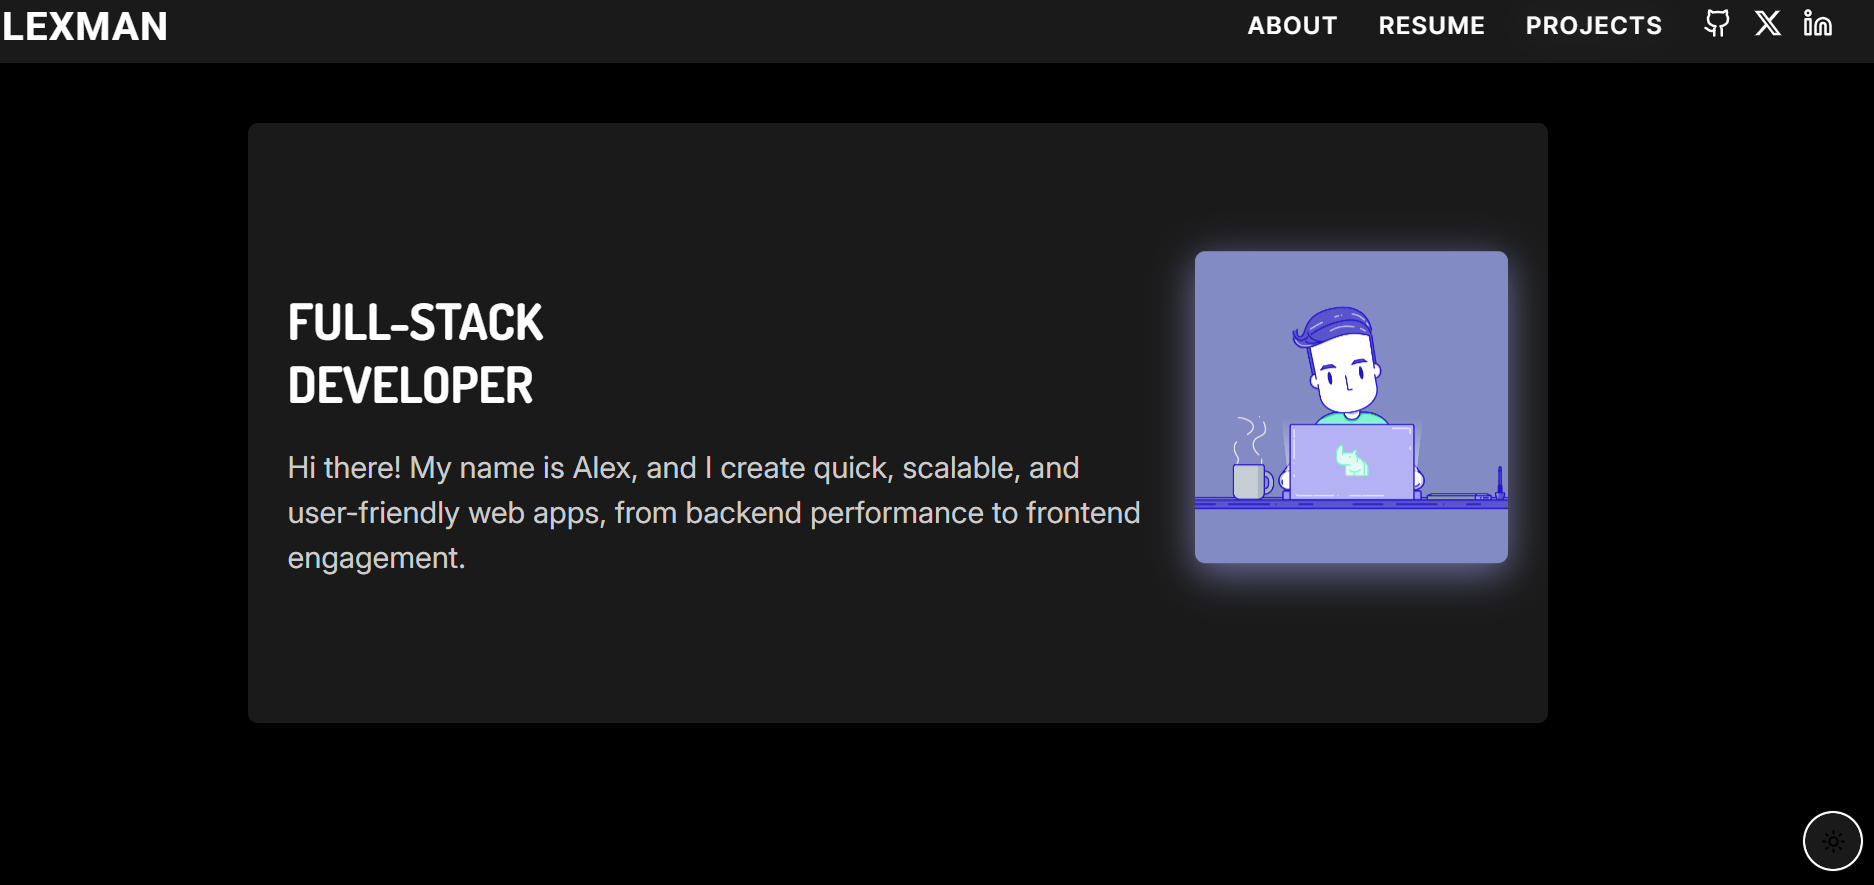 LEXMAN
ABOUT RESUME PROJECTS
FULL-STACK
DEVELOPER
Hi there! My name is Alex, and I create quick, scalable, and
user-friendly web apps, from backend performance to frontend
engagement.